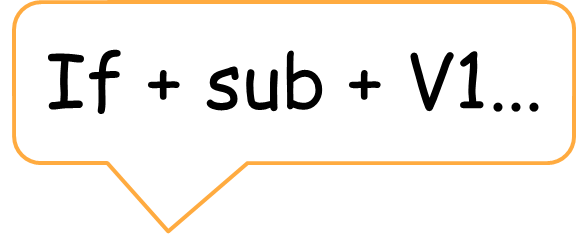 If + sub + V1...